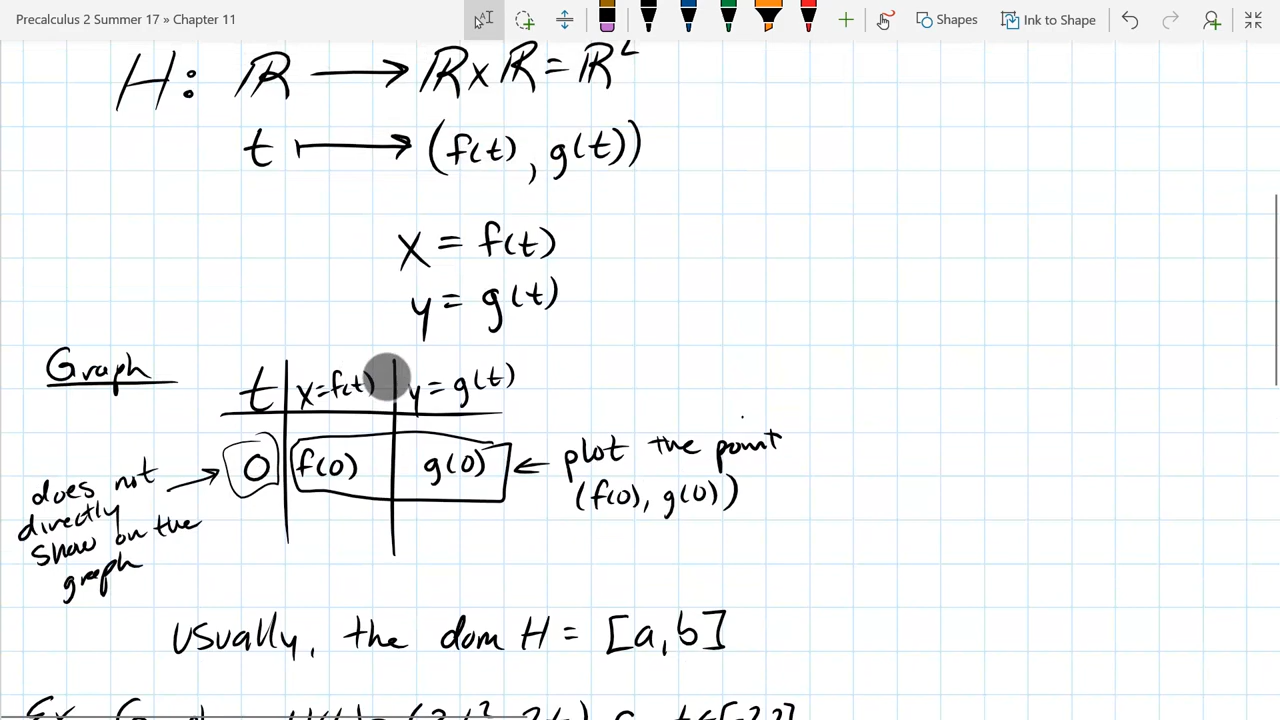 Precalculus 2 Summer 17 » Chapter 11
Shapes
Ink to Shape
H: ℝ ⟶ ℝ x ℝ = ℝ²
t ⟼ (f(t), g(t))
x = f(t)
y = g(t)
Graph
t | x=f(t) | y = g(t)
0 | f(0) | g(0) ← plot the point
(f(0), g(0))
does not →
directly
show on the
graph
Usually, the dom H = [a,b]